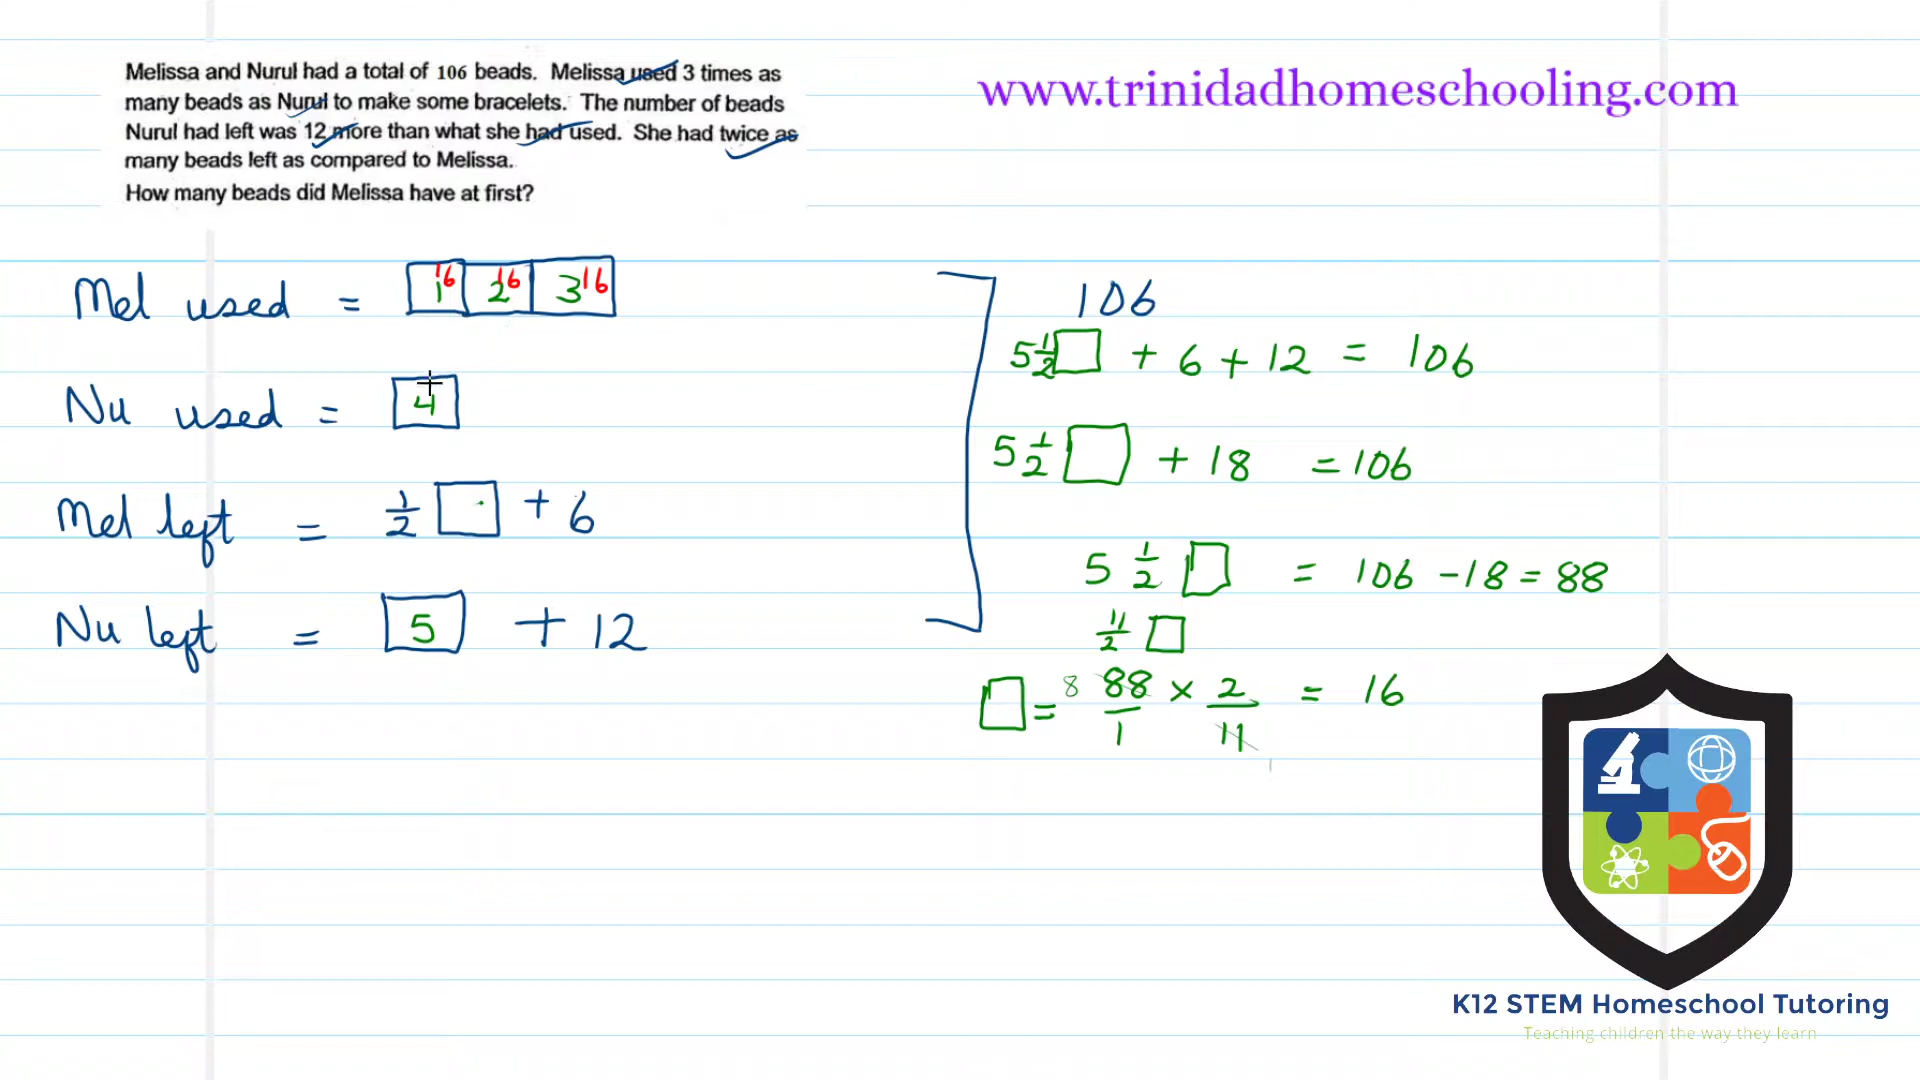 Melissa and Nurul had a total of 106 beads. Melissa used 3 times as
many beads as Nurul to make some bracelets. The number of beads
Nurul had left was 12 more than what she had used. She had twice as
many beads left as compared to Melissa.
How many beads did Melissa have at first?
www.trinidadhomeschooling.com
Mel used = 1 16 2 16 3 16
Nu used = 4
Mel left = 1/2 □ + 6
Nu left = 5 + 12
106
5 1/2 □ + 6 + 12 = 106
5 1/2 □ + 18 = 106
5 1/2 □ = 106 - 18 = 88
11/2 □
□ = 8 88/1 × 2/11 = 16
1
K12 STEM Homeschool Tutoring
Teaching children the way they learn